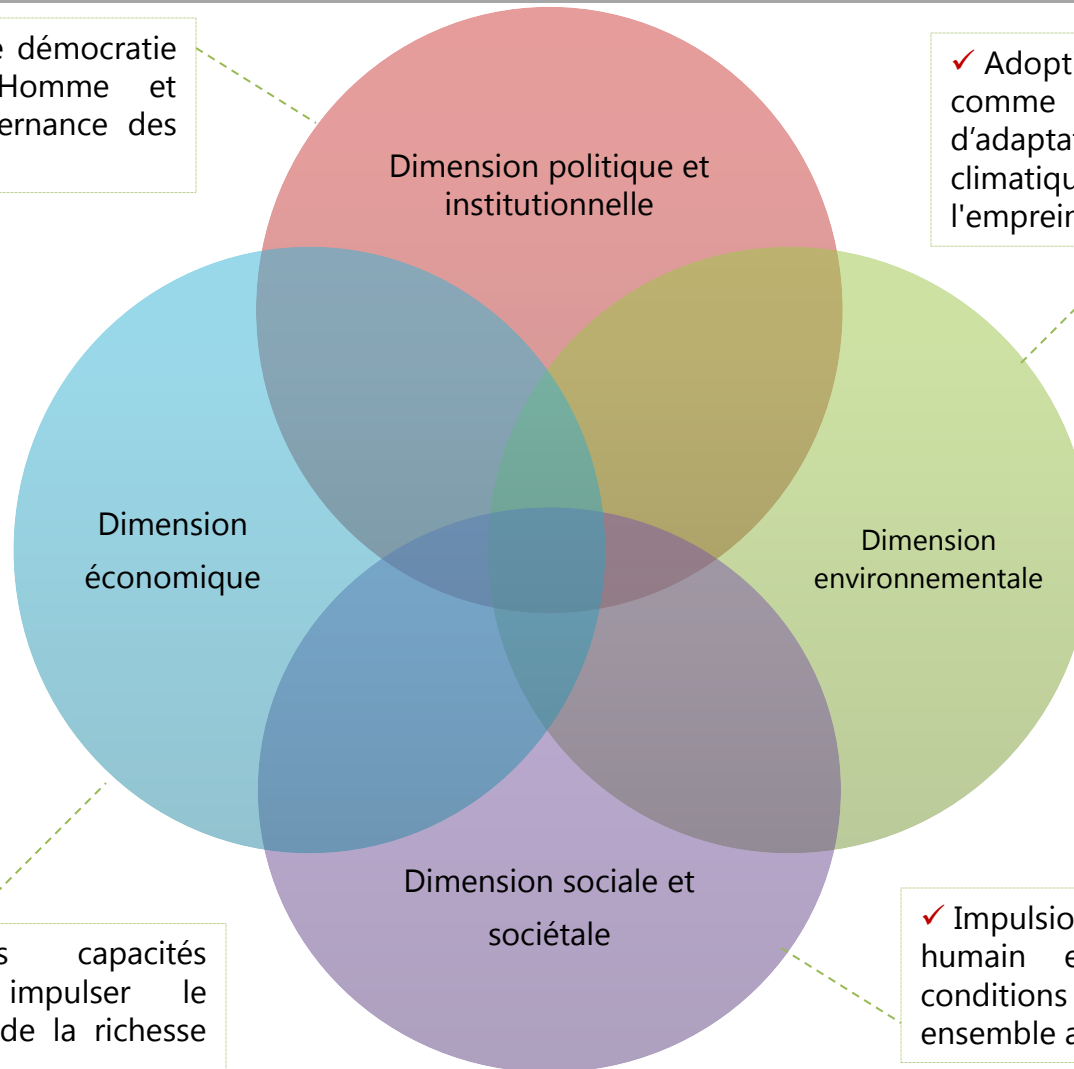 démocratie
Homme et
ernance des
✓ Adopt
comme
d'adapta
climatiqu
l'emprein
Dimension politique et
institutionnelle
Dimension
économique
Dimension
environnementale
Dimension sociale et
sociétale
s capacités
impulser le
de la richesse
✓ Impulsio
humain e
conditions
ensemble a